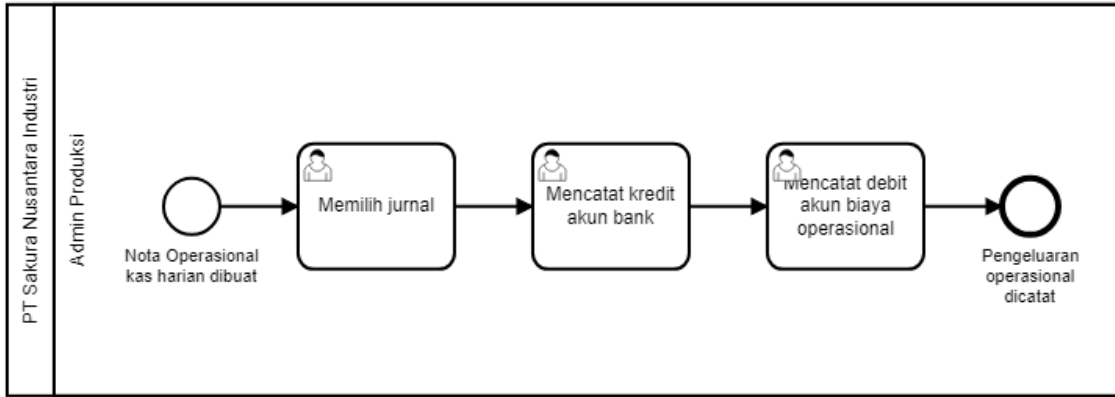 PT Sakura Nusantara Industri
Admin Produksi
Nota Operasional
kas harian dibuat
Memilih jurnal
Mencatat kredit
akun bank
Mencatat debit
akun biaya
operasional
Pengeluaran
operasional
dicatat